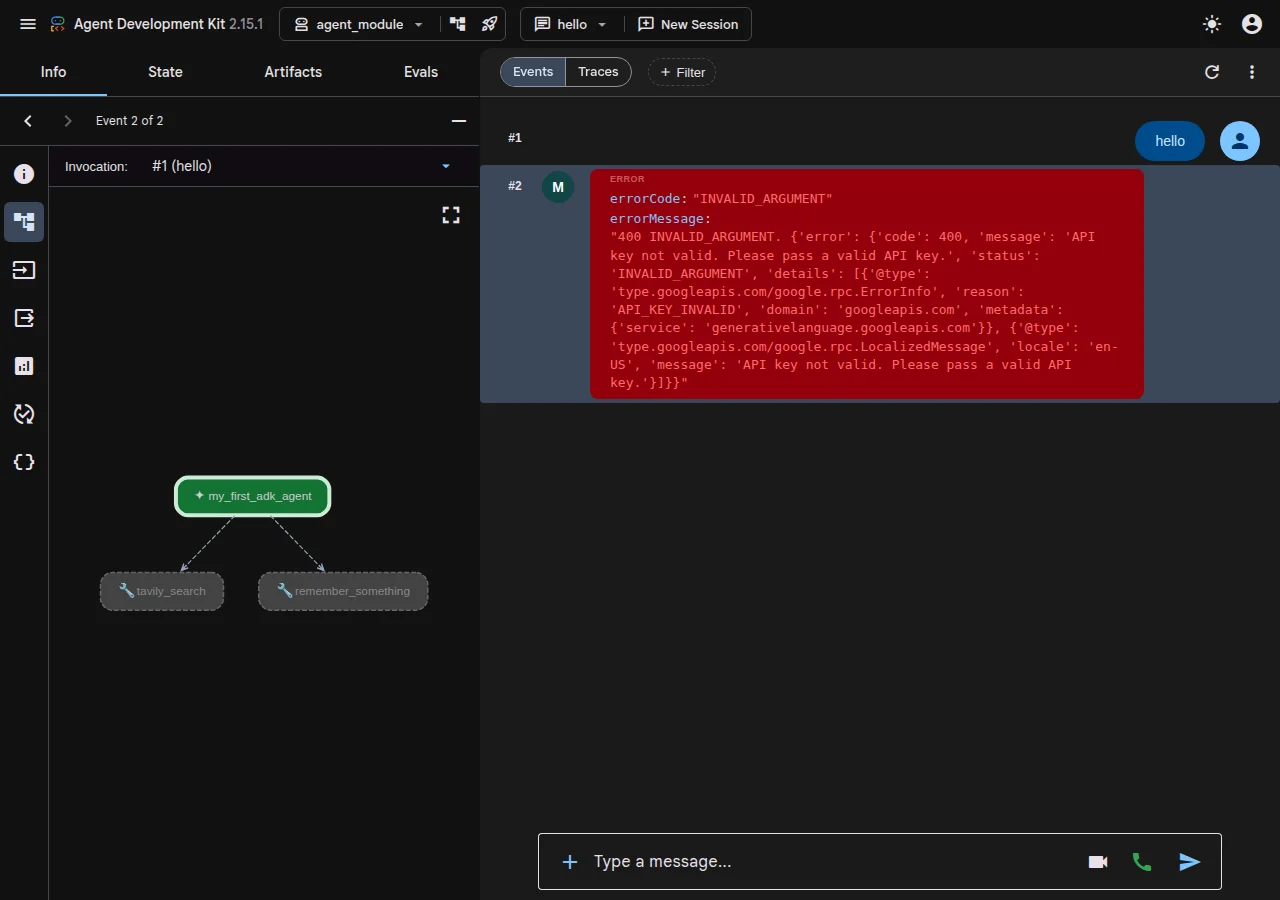 Agent Development Kit 2.15.1
agent_module
hello
New Session
Info
State
Artifacts
Evals
Events
Traces
+ Filter
Event 2 of 2
Invocation:
#1 (hello)
#1
hello
#2
M
ERROR
errorCode: "INVALID_ARGUMENT"
errorMessage:
"400 INVALID_ARGUMENT. {'error': {'code': 400, 'message': 'API
key not valid. Please pass a valid API key.', 'status':
'INVALID_ARGUMENT', 'details': [{'@type':
'type.googleapis.com/google.rpc.ErrorInfo', 'reason':
'API_KEY_INVALID', 'domain': 'googleapis.com', 'metadata':
{'service': 'generativelanguage.googleapis.com'}}, {'@type':
'type.googleapis.com/google.rpc.LocalizedMessage', 'locale': 'en-
US', 'message': 'API key not valid. Please pass a valid API
key.'}]}}"
my_first_adk_agent
tavily_search
remember_something
Type a message...